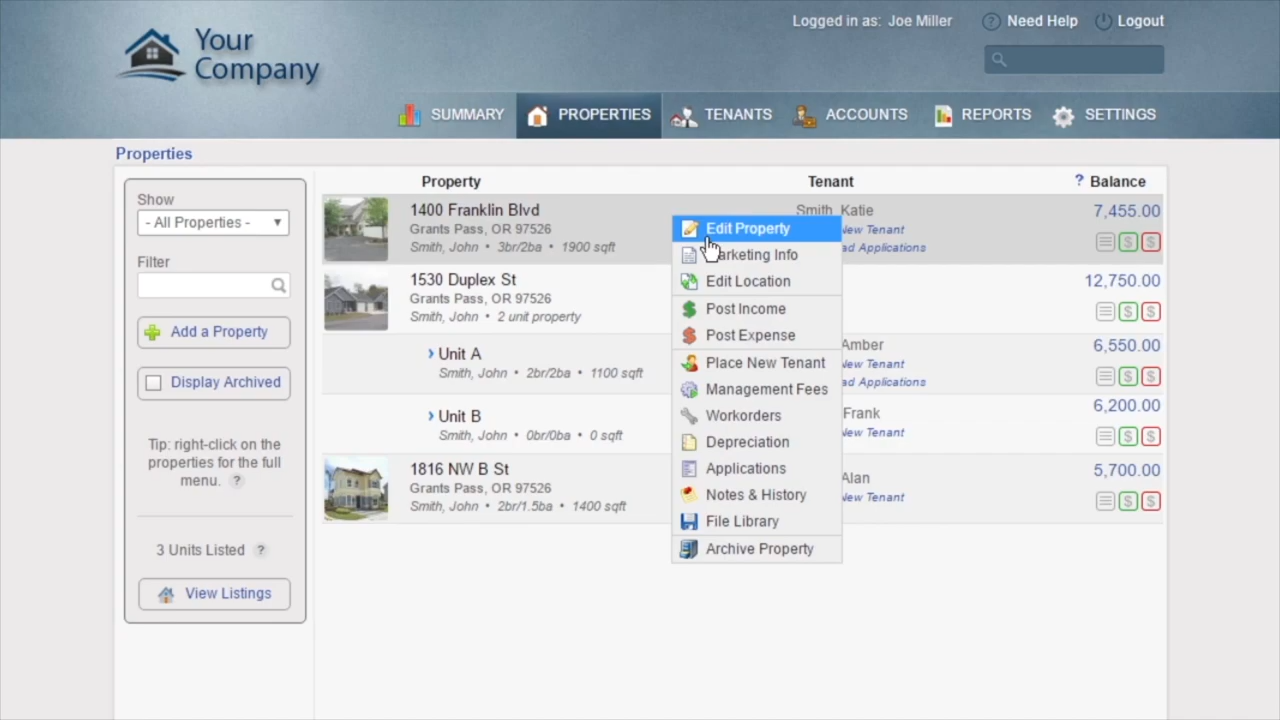 Logged in as: Joe Miller
Need Help
Logout
Your
Company
SUMMARY
PROPERTIES
TENANTS
ACCOUNTS
REPORTS
SETTINGS
Properties
Show
- All Properties -
Filter
Add a Property
Display Archived
Tip: right-click on the
properties for the full
menu. ?
3 Units Listed ?
View Listings
Property
Tenant
? Balance
1400 Franklin Blvd
Smith, Katie
7,455.00
Grants Pass, OR 97526
New Tenant
Smith, John • 3br/2ba • 1900 sqft
Applications
$ $
1530 Duplex St
12,750.00
Grants Pass, OR 97526
Smith, John • 2 unit property
$ $
Unit A
Amber
6,550.00
New Tenant
Smith, John • 2br/2ba • 1100 sqft
Applications
$ $
Unit B
Frank
6,200.00
New Tenant
Smith, John • 0br/0ba • 0 sqft
$ $
1816 NW B St
Alan
5,700.00
Grants Pass, OR 97526
New Tenant
Smith, John • 2br/1.5ba • 1400 sqft
$ $
Edit Property
Marketing Info
Edit Location
Post Income
Post Expense
Place New Tenant
Management Fees
Workorders
Depreciation
Applications
Notes & History
File Library
Archive Property